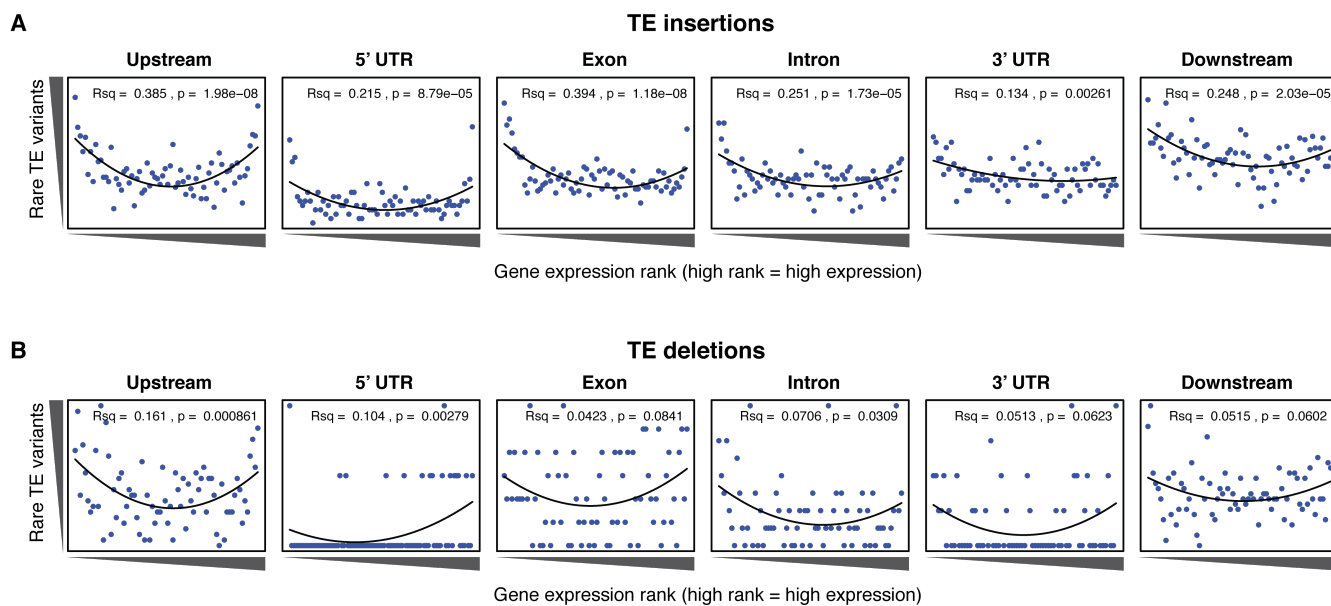 A
TE insertions
Upstream
5’ UTR
Exon
Intron
3’ UTR
Downstream
Rare TE variants
Rsq = 0.385 , p = 1.98e−08
Rsq = 0.215 , p = 8.79e−05
Rsq = 0.394 , p = 1.18e−08
Rsq = 0.251 , p = 1.73e−05
Rsq = 0.134 , p = 0.00261
Rsq = 0.248 , p = 2.03e−05
Gene expression rank (high rank = high expression)
B
TE deletions
Upstream
5’ UTR
Exon
Intron
3’ UTR
Downstream
Rare TE variants
Rsq = 0.161 , p = 0.000861
Rsq = 0.104 , p = 0.00279
Rsq = 0.0423 , p = 0.0841
Rsq = 0.0706 , p = 0.0309
Rsq = 0.0513 , p = 0.0623
Rsq = 0.0515 , p = 0.0602
Gene expression rank (high rank = high expression)